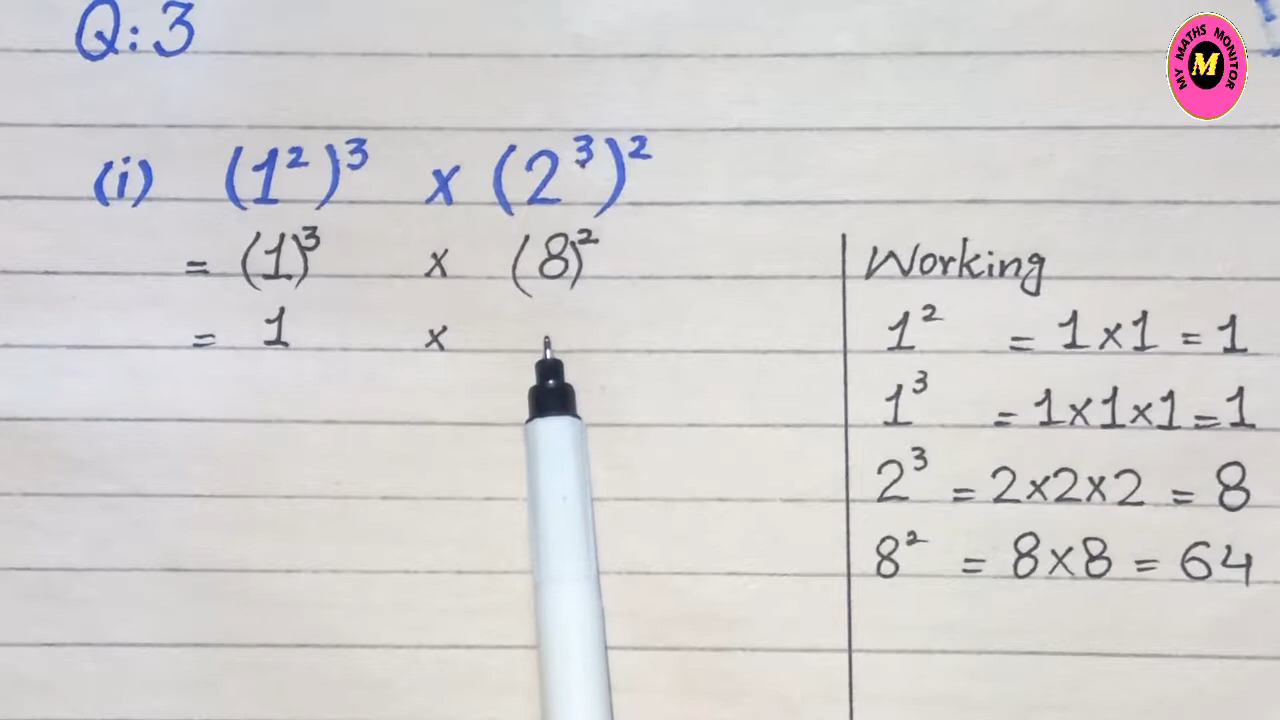 Q:3
MY MATHS MONITOR
M
(i) (1²)³ x (2³)²
= (1)³ x (8)²
= 1 x
Working
1² = 1x1 = 1
1³ = 1x1x1 = 1
2³ = 2x2x2 = 8
8² = 8x8 = 64